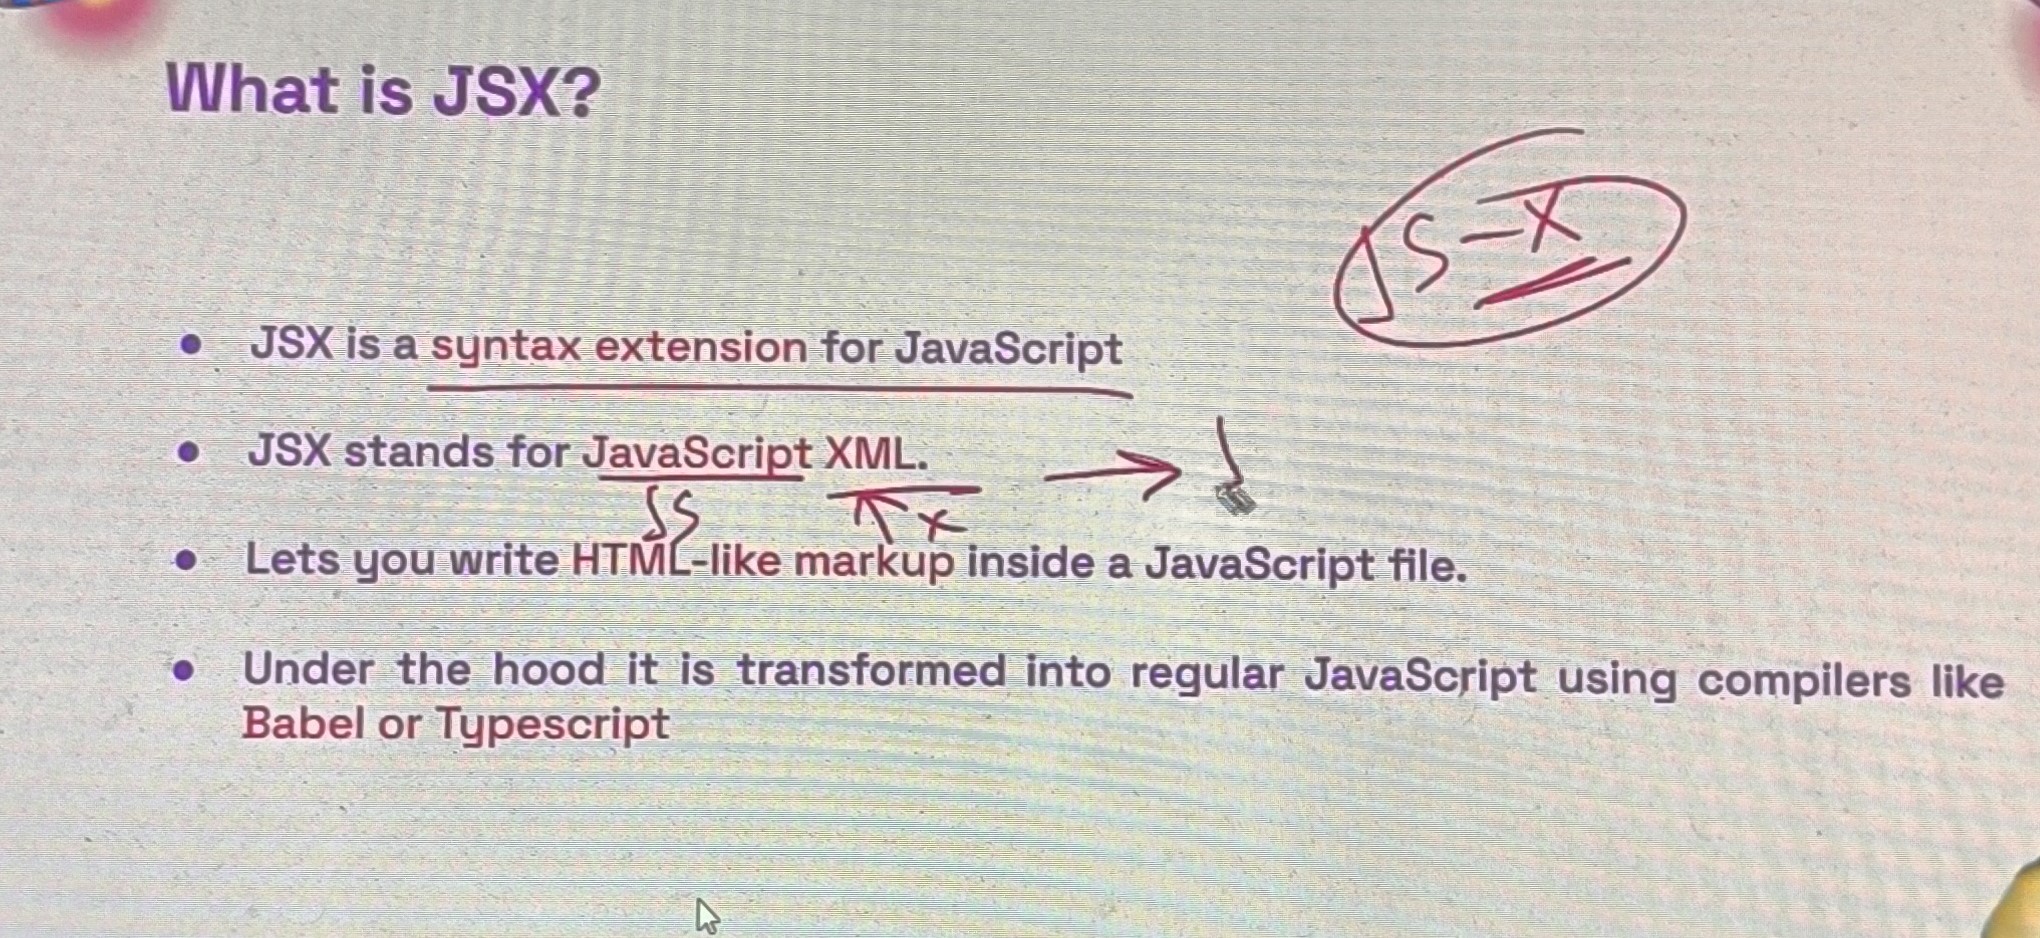 What is JSX?
JS-X
JSX is a syntax extension for JavaScript
JSX stands for JavaScript XML.
JS x
Lets you write HTML-like markup inside a JavaScript file.
Under the hood it is transformed into regular JavaScript using compilers like
Babel or Typescript